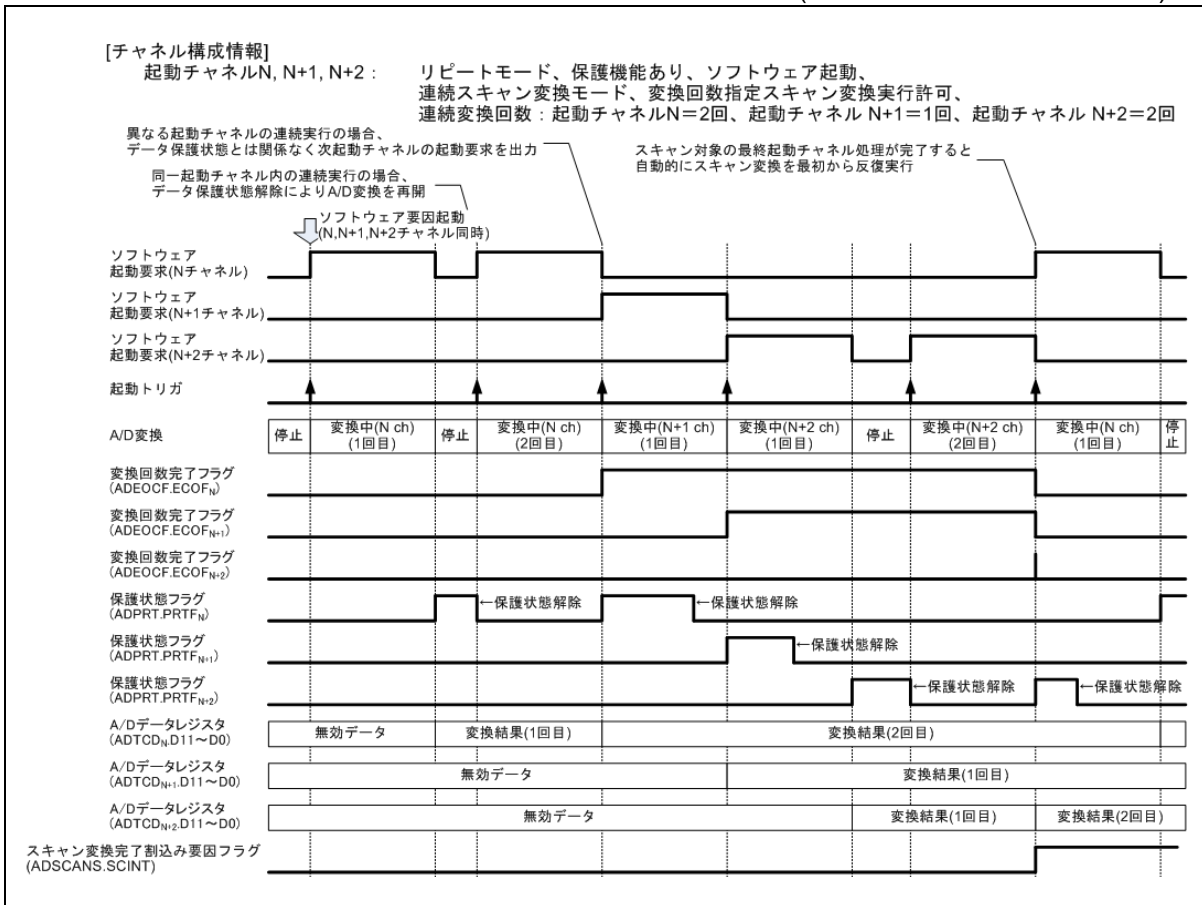 [チャネル構成情報]
起動チャネルN, N+1, N+2 : リピートモード、保護機能あり、ソフトウェア起動、
連続スキャン変換モード、変換回数指定スキャン変換実行許可、
連続変換回数 : 起動チャネルN=2回、起動チャネル N+1=1回、起動チャネル N+2=2回
異なる起動チャネルの連続実行の場合、
データ保護状態とは関係なく次起動チャネルの起動要求を出力
スキャン対象の最終起動チャネル処理が完了すると
自動的にスキャン変換を最初から反復実行
同一起動チャネル内の連続実行の場合、
データ保護状態解除によりA/D変換を再開
ソフトウェア要因起動
(N,N+1,N+2チャネル同時)
ソフトウェア
起動要求(Nチャネル)
ソフトウェア
起動要求(N+1チャネル)
ソフトウェア
起動要求(N+2チャネル)
起動トリガ
A/D変換
停止
変換中(N ch)
(1回目)
停止
変換中(N ch)
(2回目)
変換中(N+1 ch)
(1回目)
変換中(N+2 ch)
(1回目)
停止
変換中(N+2 ch)
(2回目)
変換中(N ch)
(1回目)
停
止
変換回数完了フラグ
(ADEOCF.ECOFN)
変換回数完了フラグ
(ADEOCF.ECOFN+1)
変換回数完了フラグ
(ADEOCF.ECOFN+2)
保護状態フラグ
(ADPRT.PRTFN)
←保護状態解除
←保護状態解除
保護状態フラグ
(ADPRT.PRTFN+1)
←保護状態解除
保護状態フラグ
(ADPRT.PRTFN+2)
←保護状態解除
←保護状態解除
A/Dデータレジスタ
(ADTCDN.D11~D0)
無効データ
変換結果(1回目)
変換結果(2回目)
A/Dデータレジスタ
(ADTCDN+1.D11~D0)
無効データ
変換結果(1回目)
A/Dデータレジスタ
(ADTCDN+2.D11~D0)
無効データ
変換結果(1回目)
変換結果(2回目)
スキャン変換完了割込み要因フラグ
(ADSCANS.SCINT)